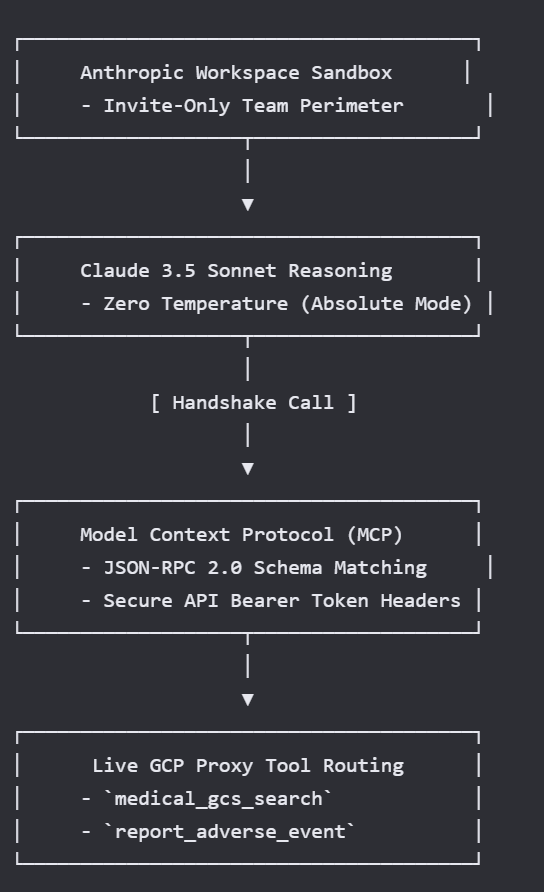 Anthropic Workspace Sandbox
- Invite-Only Team Perimeter
Claude 3.5 Sonnet Reasoning
- Zero Temperature (Absolute Mode)
[ Handshake Call ]
Model Context Protocol (MCP)
- JSON-RPC 2.0 Schema Matching
- Secure API Bearer Token Headers
Live GCP Proxy Tool Routing
- `medical_gcs_search`
- `report_adverse_event`